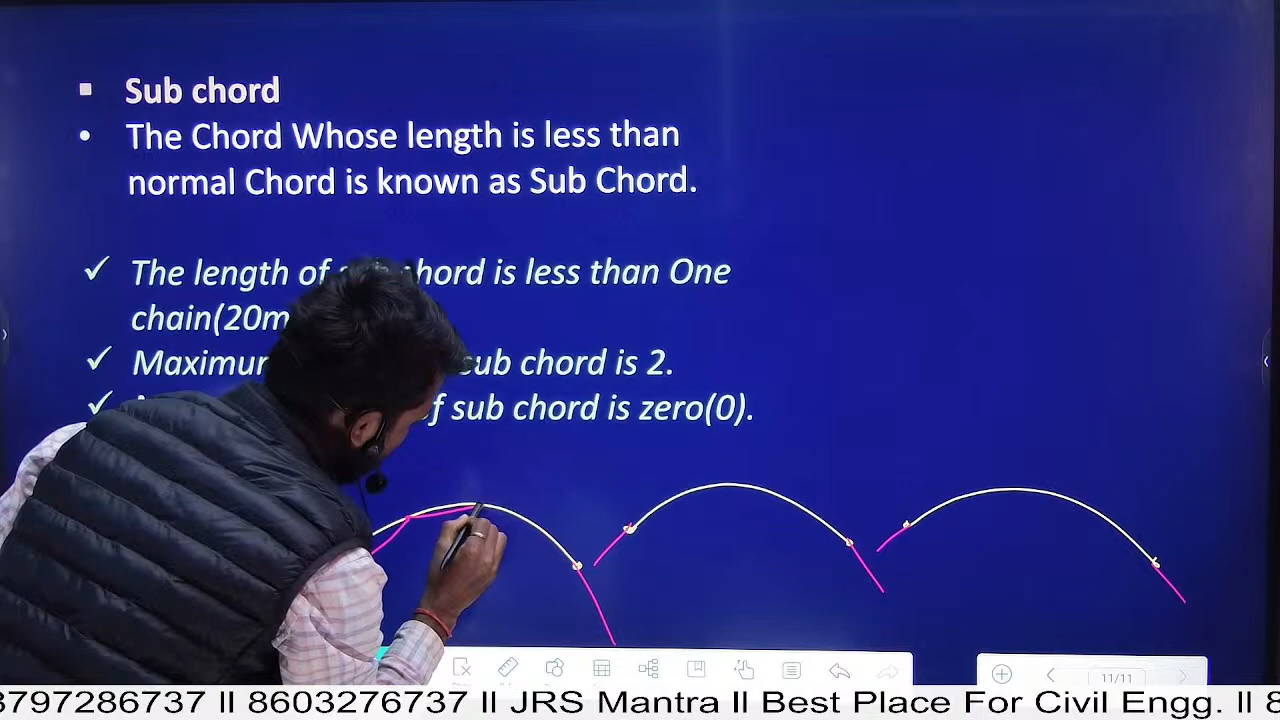 Sub chord
The Chord Whose length is less than
normal Chord is known as Sub Chord.
The length of chord is less than One
chain(20m
sub chord is 2.
of sub chord is zero(0).
11/11
8797286737 II 8603276737 II JRS Mantra II Best Place For Civil Engg. II 8